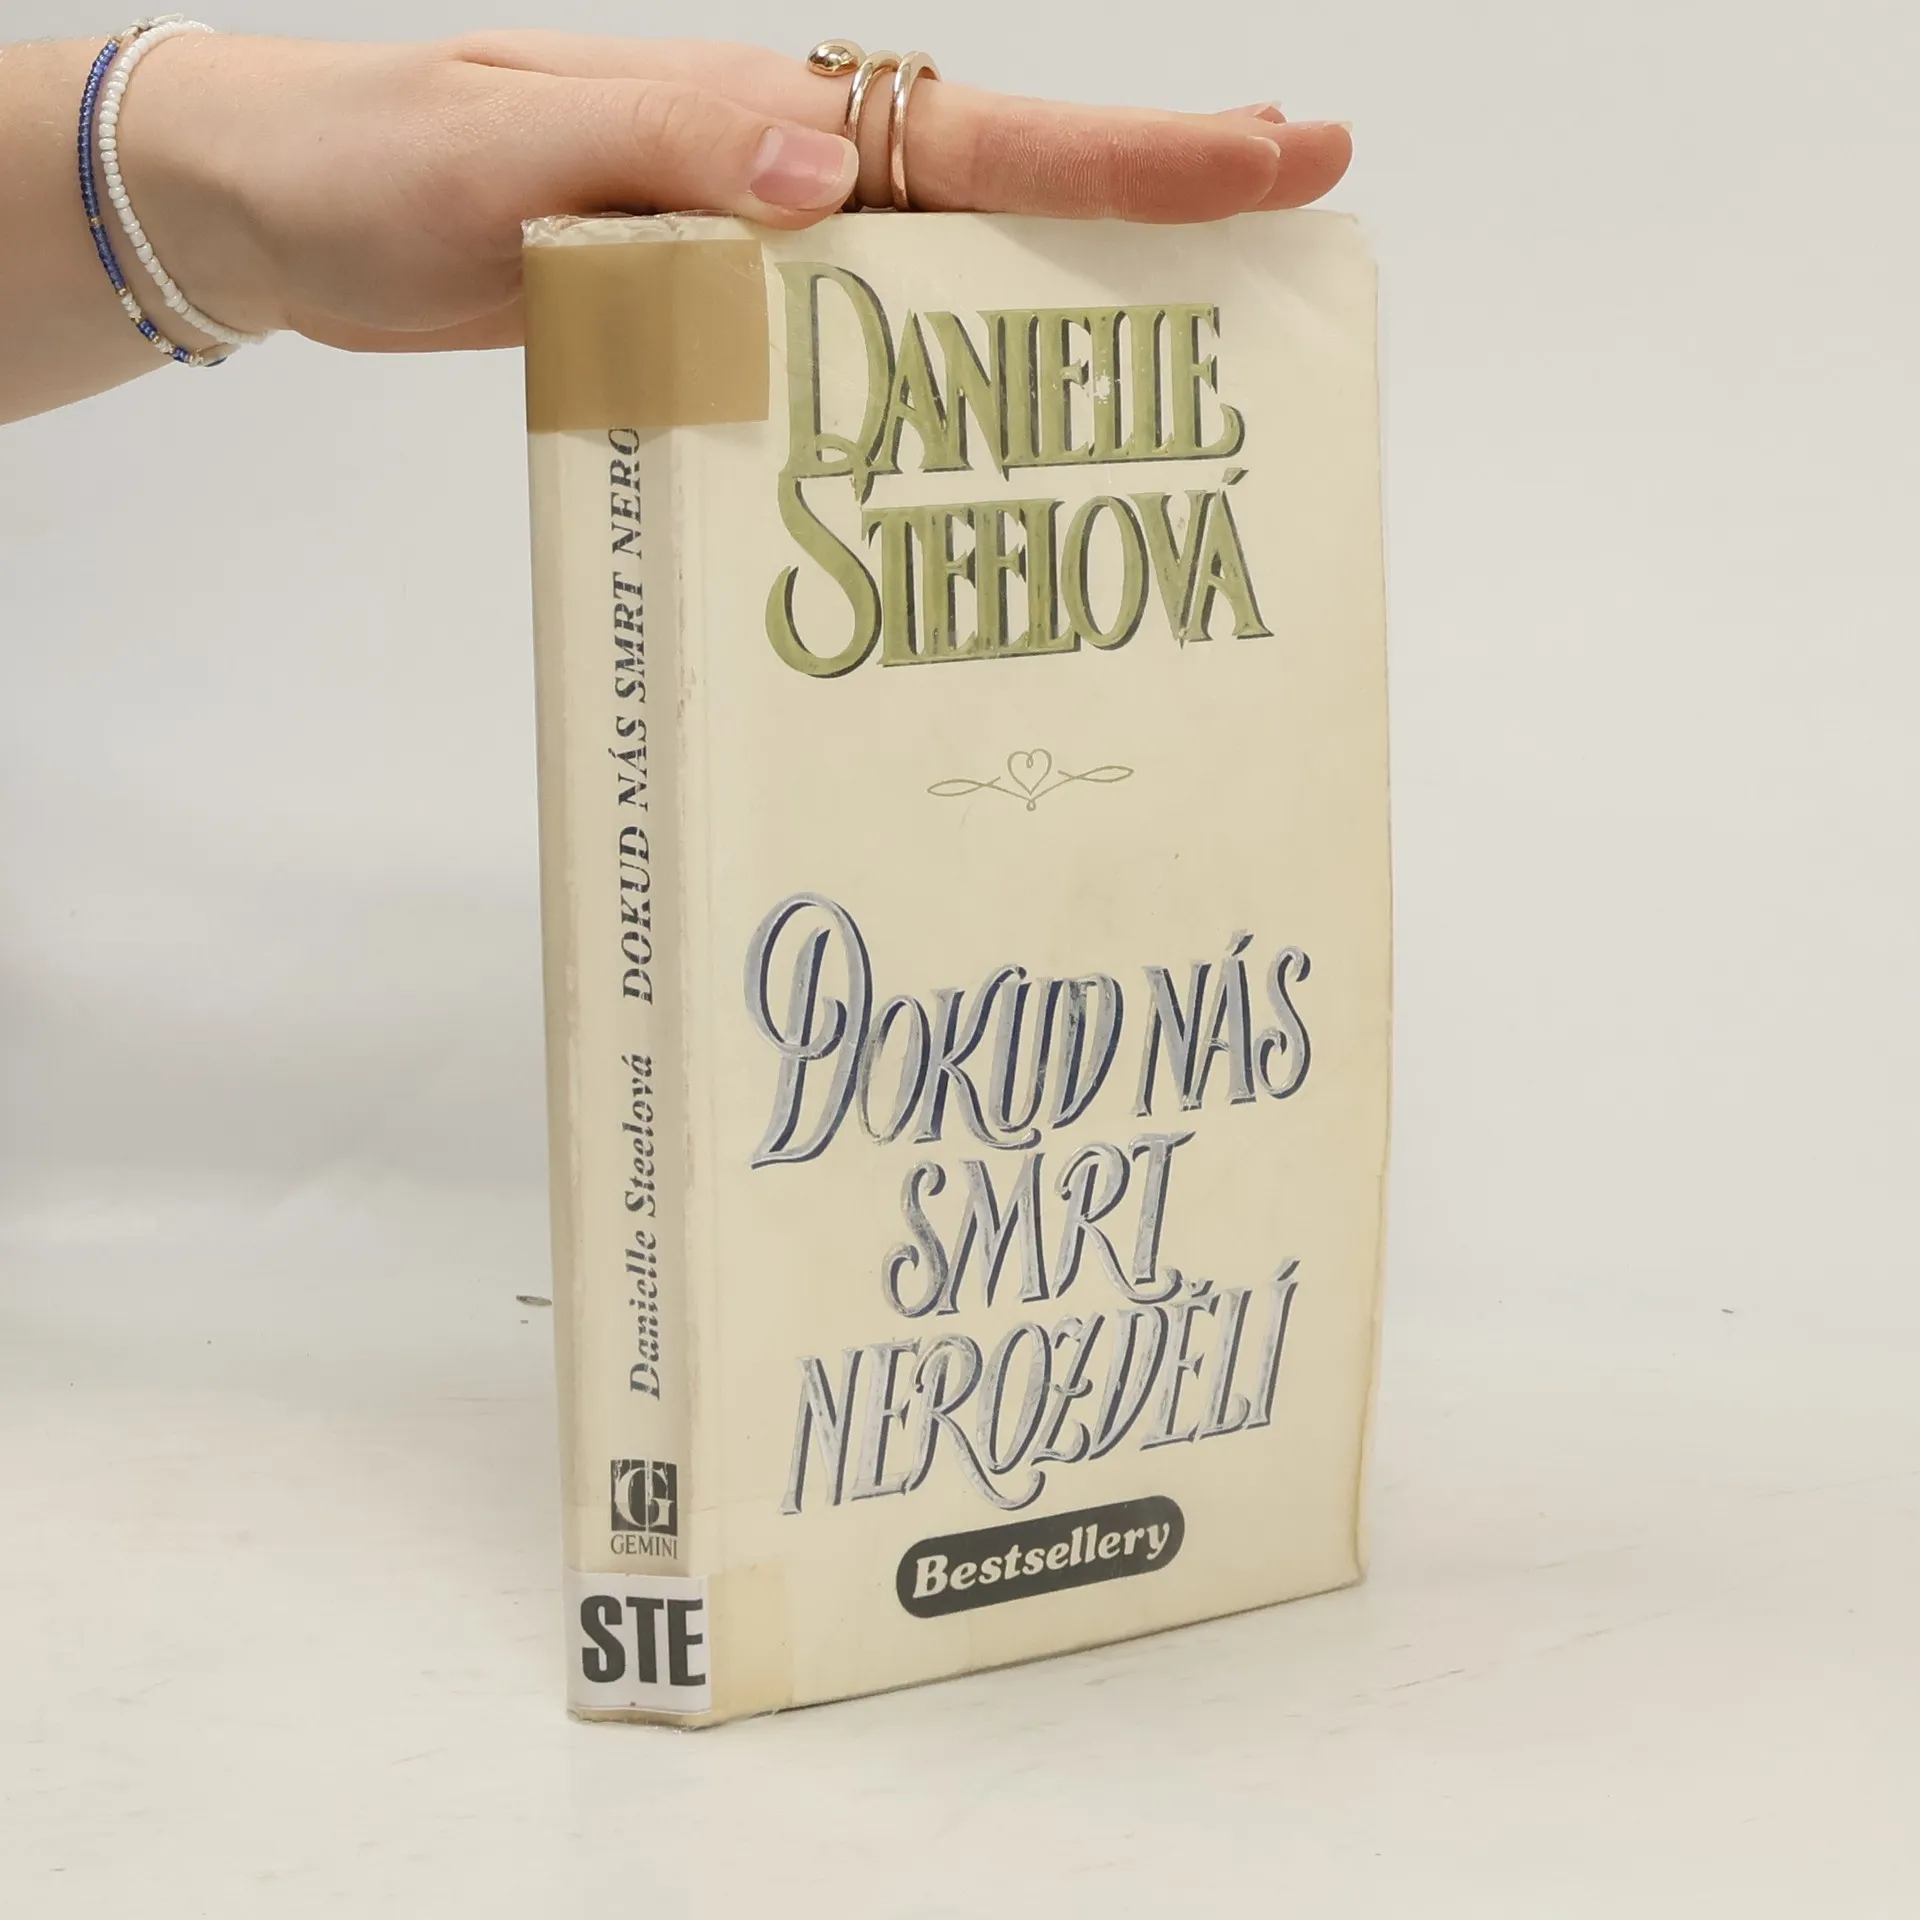 DANIELLE
STEELOVÁ
DOKUD NÁS
SMRT
NEROZDĚLÍ
Bestsellery
Danielle Steelová DOKUD NÁS SMRT NERO
G
GEMINI
STE